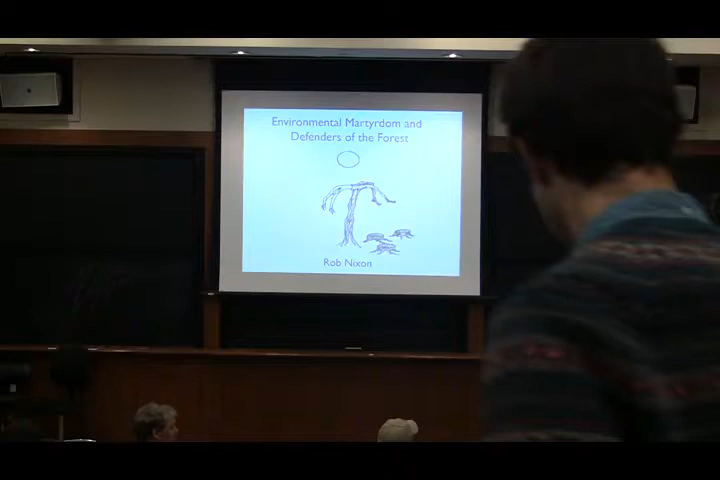 Environmental Martyrdom and
Defenders of the Forest
Rob Nixon